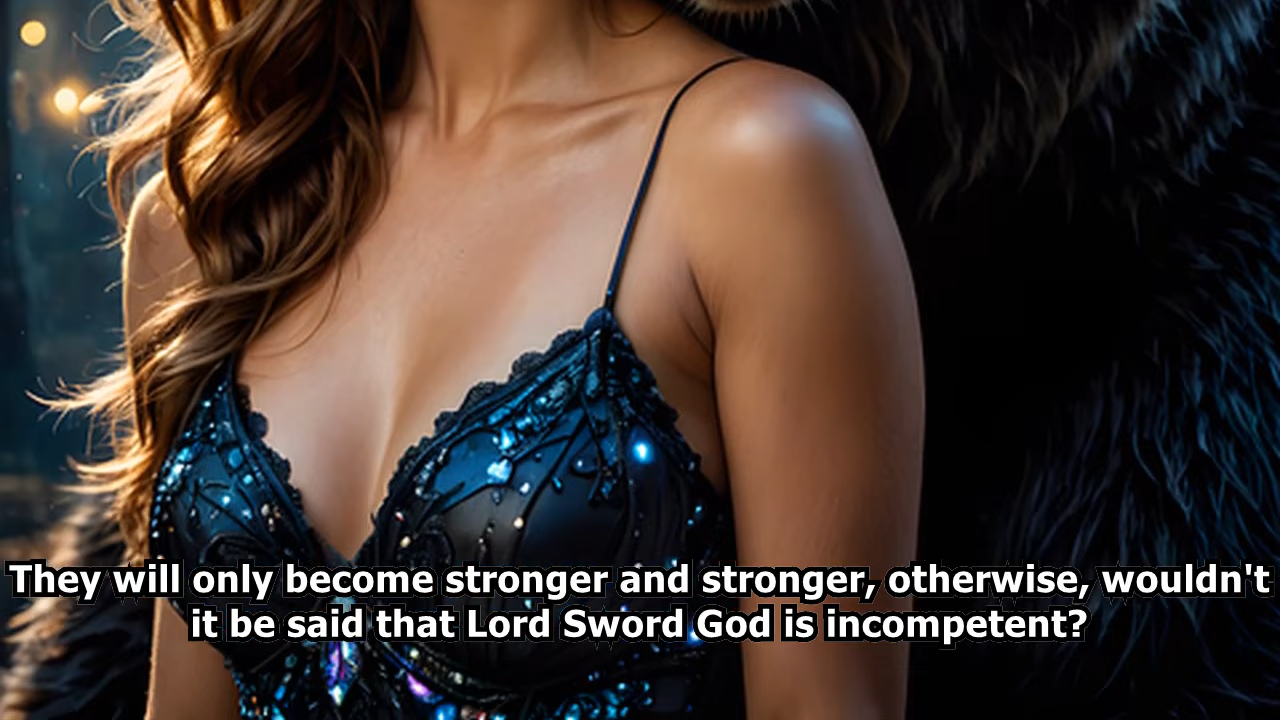 They will only become stronger and stronger, otherwise, wouldn't
it be said that Lord Sword God is incompetent?